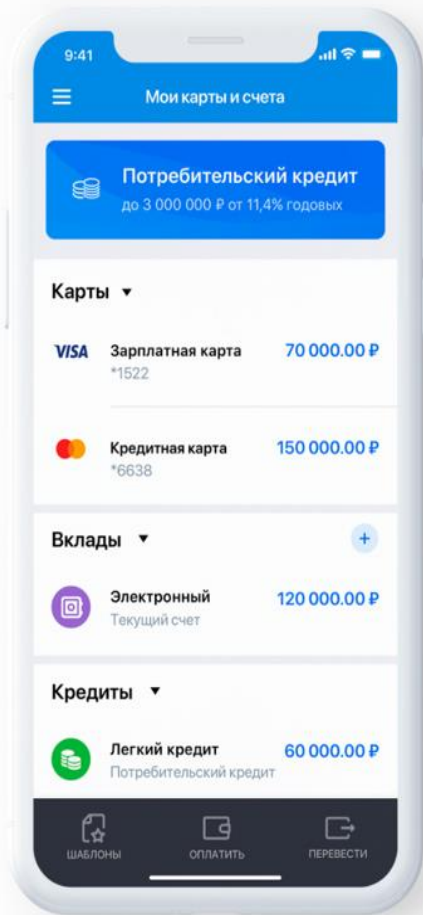 9:41
Мои карты и счета
Потребительский кредит
до 3 000 000 ₽ от 11,4% годовых
Карты ▼
VISA Зарплатная карта 70 000.00 ₽
*1522
Кредитная карта 150 000.00 ₽
*6638
Вклады ▼ +
Электронный 120 000.00 ₽
Текущий счет
Кредиты ▼
Легкий кредит 60 000.00 ₽
Потребительский кредит
ШАБЛОНЫ ОПЛАТИТЬ ПЕРЕВЕСТИ